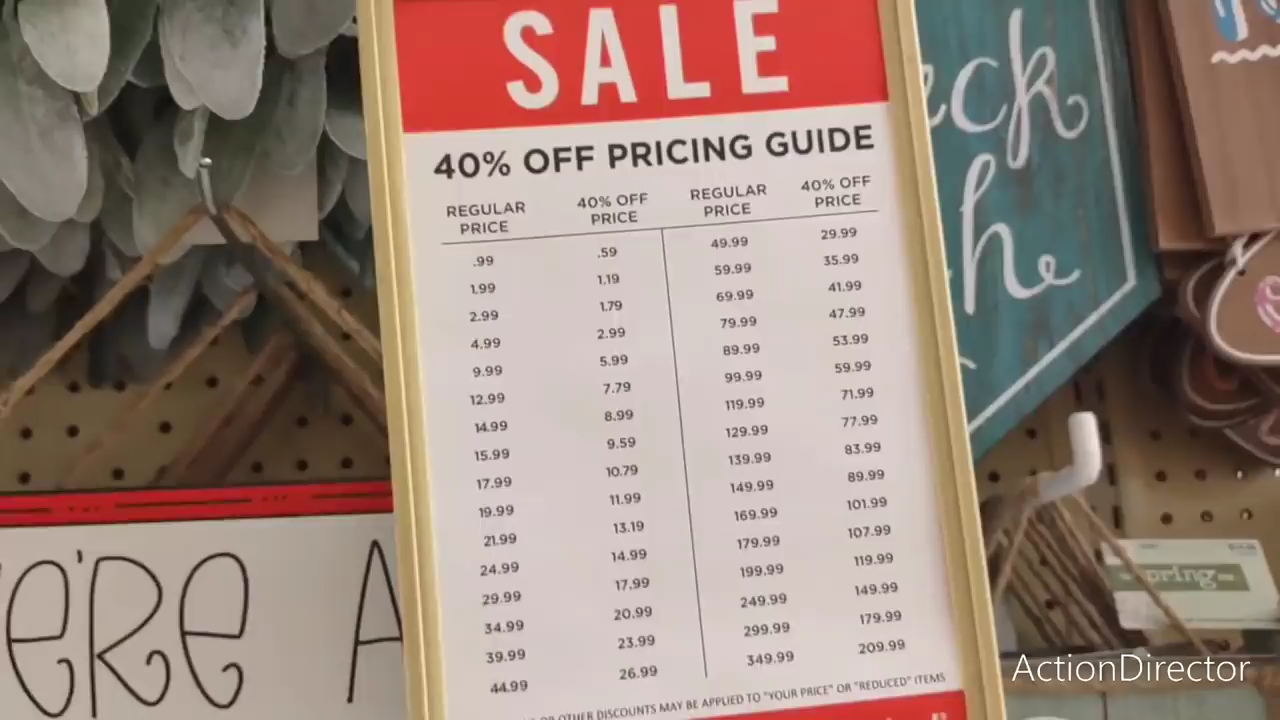 SALE
40% OFF PRICING GUIDE
REGULAR PRICE 40% OFF PRICE REGULAR PRICE 40% OFF PRICE
.99 .59 49.99 29.99
1.99 1.19 59.99 35.99
2.99 1.79 69.99 41.99
4.99 2.99 79.99 47.99
9.99 5.99 89.99 53.99
12.99 7.79 99.99 59.99
14.99 8.99 119.99 71.99
15.99 9.59 129.99 77.99
17.99 10.79 139.99 83.99
19.99 11.99 149.99 89.99
21.99 13.19 169.99 101.99
24.99 14.99 179.99 107.99
29.99 17.99 199.99 119.99
34.99 20.99 249.99 149.99
39.99 23.99 299.99 179.99
44.99 26.99 349.99 209.99
OR OTHER DISCOUNTS MAY BE APPLIED TO "YOUR PRICE" OR "REDUCED" ITEMS
eck
he
e're A
pring
ActionDirector